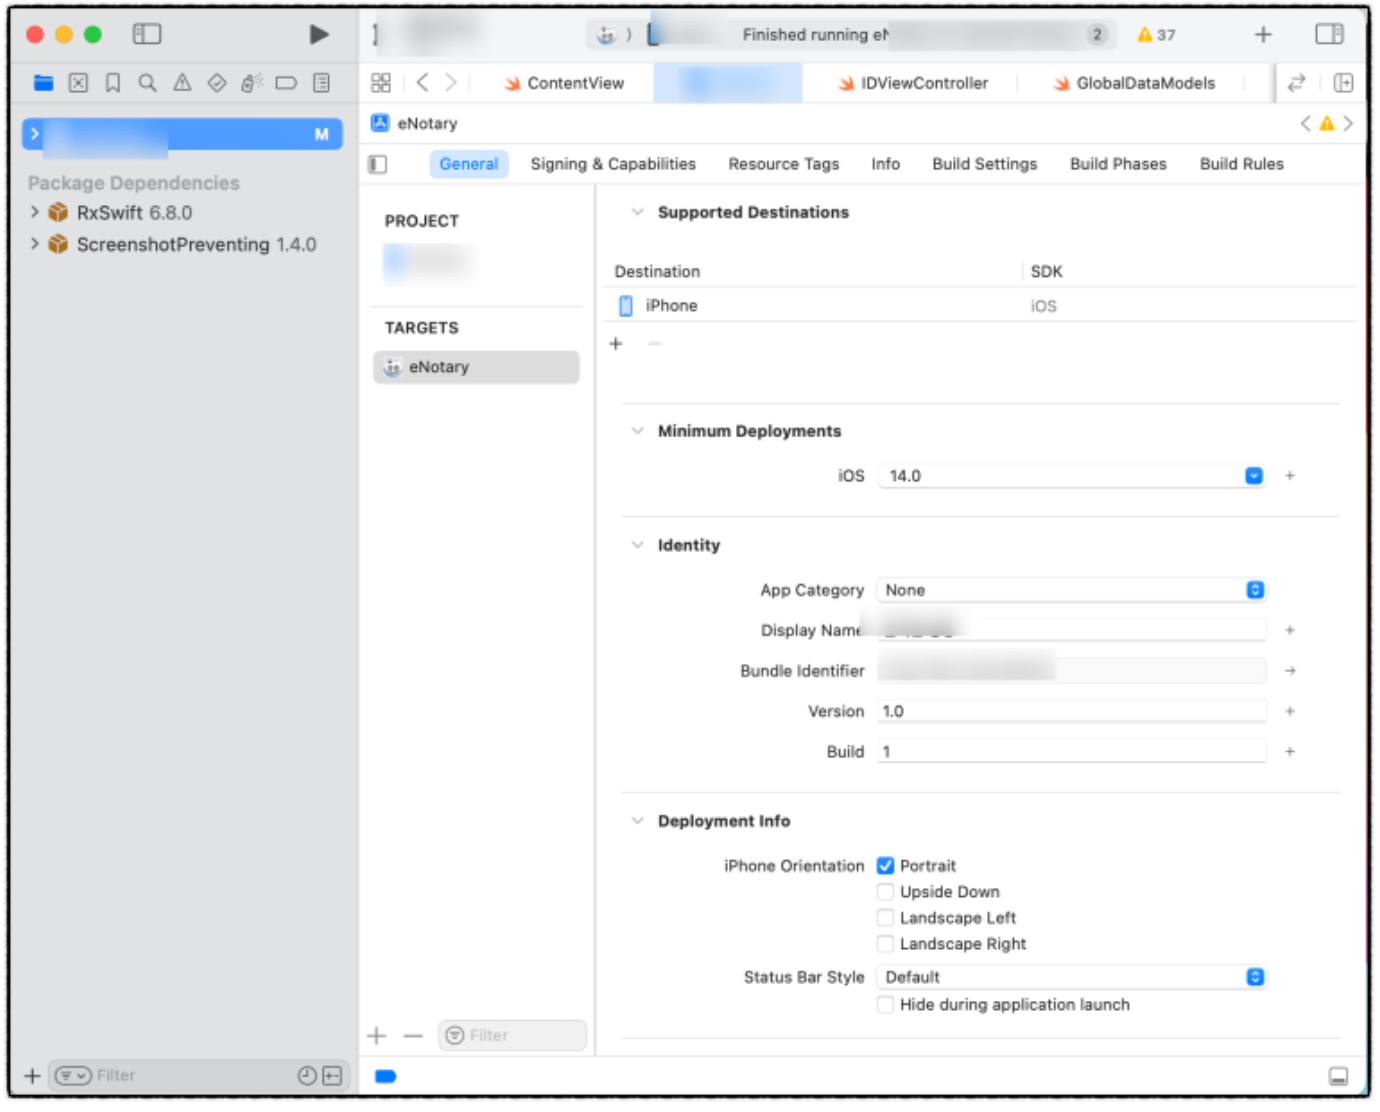 Finished running eN
2
37
ContentView
IDViewController
GlobalDataModels
M
eNotary
Package Dependencies
RxSwift 6.8.0
ScreenshotPreventing 1.4.0
General
Signing & Capabilities
Resource Tags
Info
Build Settings
Build Phases
Build Rules
PROJECT
TARGETS
eNotary
Supported Destinations
Destination
SDK
iPhone
iOS
Minimum Deployments
iOS
14.0
Identity
App Category
None
Display Name
Bundle Identifier
Version
1.0
Build
1
Deployment Info
iPhone Orientation
Portrait
Upside Down
Landscape Left
Landscape Right
Status Bar Style
Default
Hide during application launch
Filter
Filter